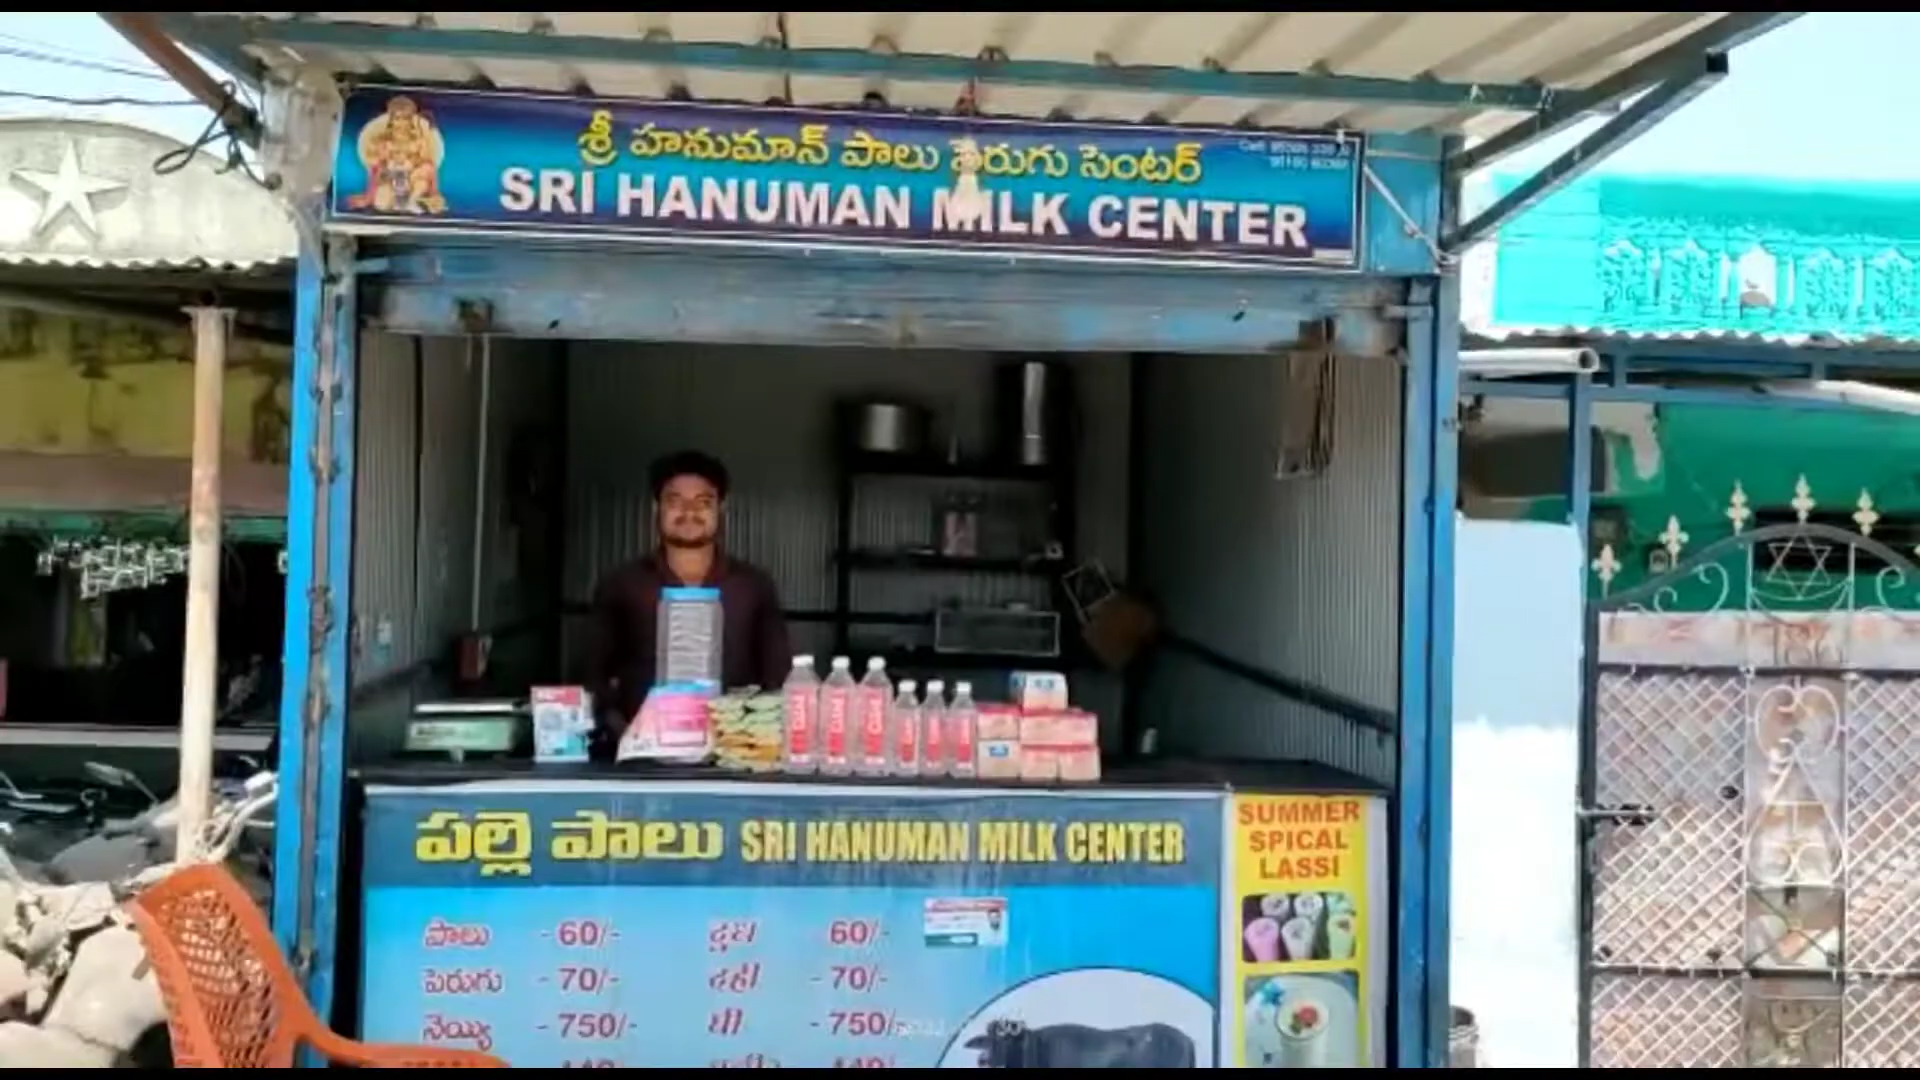 శ్రీ హనుమాన్ పాలు పెరుగు సెంటర్
SRI HANUMAN MILK CENTER
పల్లె పాలు SRI HANUMAN MILK CENTER
SUMMER
SPICAL
LASSI
పాలు - 60/- దूధ - 60/-
పెరుగు - 70/- दही - 70/-
నెయ్యి - 750/- घी - 750/-